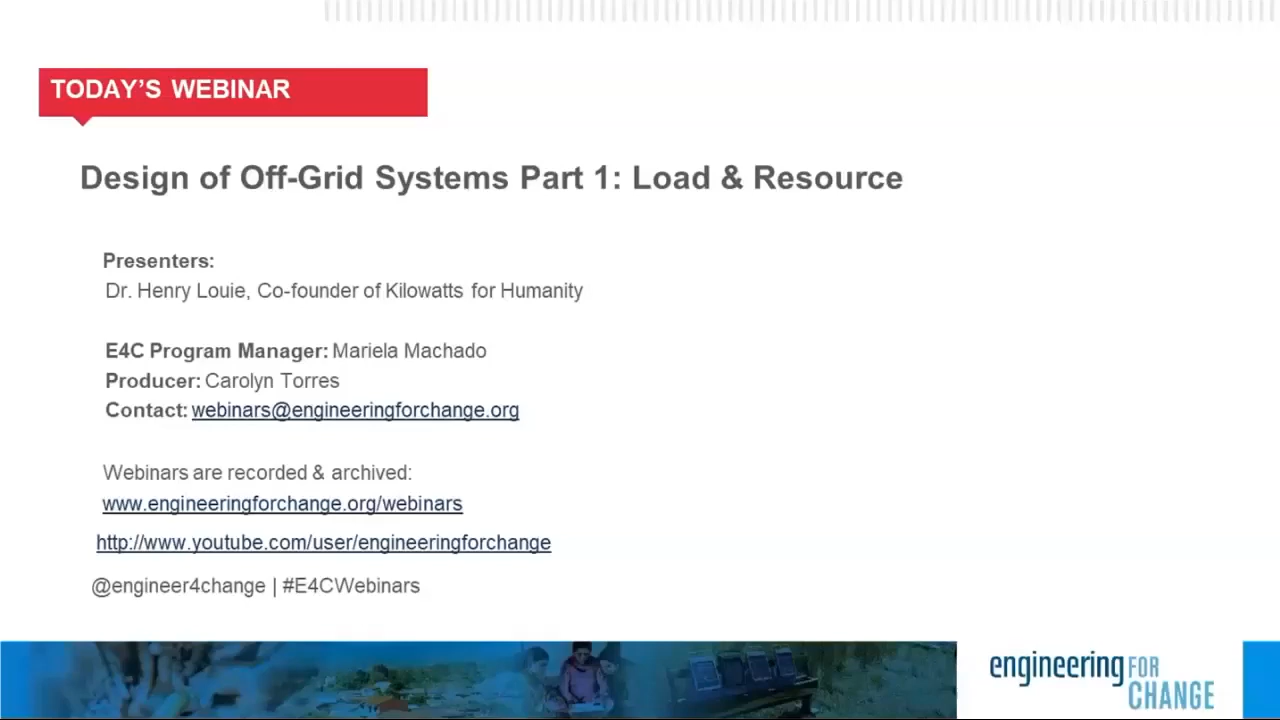 TODAY'S WEBINAR
Design of Off-Grid Systems Part 1: Load & Resource
Presenters:
Dr. Henry Louie, Co-founder of Kilowatts for Humanity
E4C Program Manager: Mariela Machado
Producer: Carolyn Torres
Contact: webinars@engineeringforchange.org
Webinars are recorded & archived:
www.engineeringforchange.org/webinars
http://www.youtube.com/user/engineeringforchange
@engineer4change | #E4CWebinars
engineering FOR
CHANGE